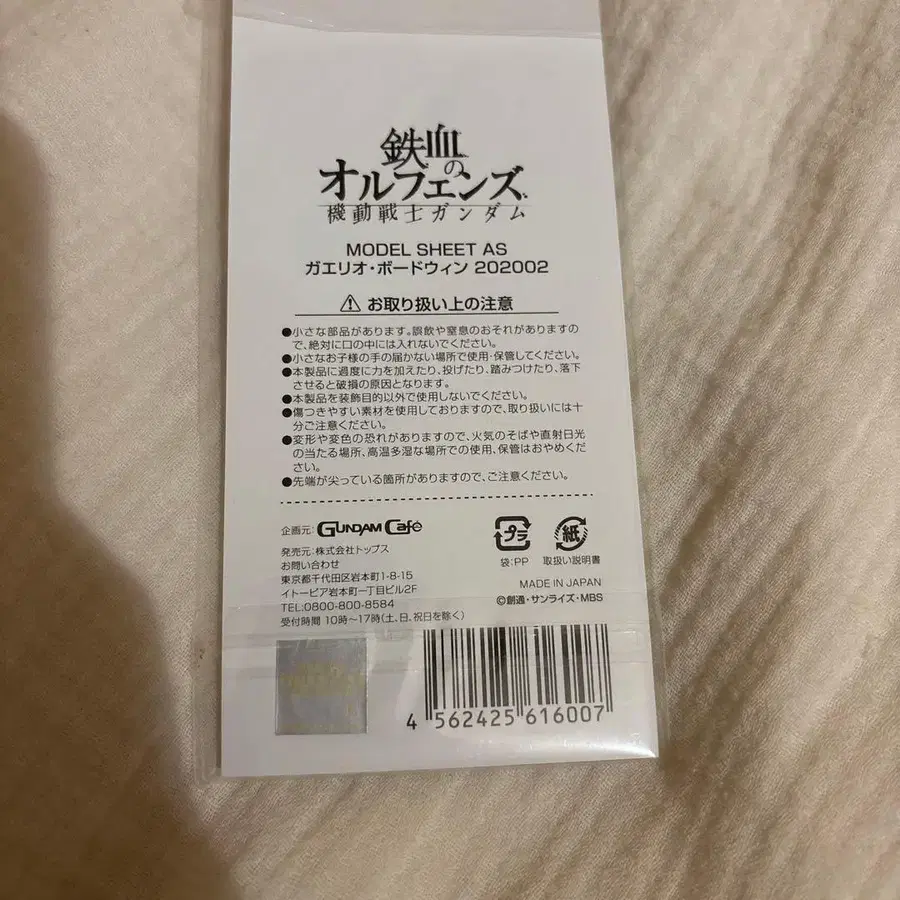 鉄血の
オルフェンズ
機動戦士ガンダム
MODEL SHEET AS
ガエリオ・ボードウィン 202002
お取り扱い上の注意
●小さな部品があります。誤飲や窒息のおそれがありますの
で、絶対に口の中には入れないでください。
●小さなお子様の手の届かない場所で使用・保管してください。
●本製品に過度に力を加えたり、投げたり、踏みつけたり、落下
させると破損の原因となります。
●本製品を装飾目的以外で使用しないでください。
●傷つきやすい素材を使用しておりますので、取り扱いには十
分ご注意ください。
●変形や変色の恐れがありますので、火気のそばや直射日光
の当たる場所、高温多湿な場所での使用、保管はおやめくだ
さい。
●先端が尖っている箇所がありますので、ご注意ください。
企画元: GUNDAM Café
発売元:株式会社トップス
お問い合わせ
東京都千代田区岩本町1-8-15
イトーピア岩本町一丁目ビル2F
TEL:0800-800-8584
受付時間 10時～17時(土、日、祝日を除く)
プラ
袋:PP
紙
取扱い説明書
MADE IN JAPAN
©創通・サンライズ・MBS
4 562425 616007